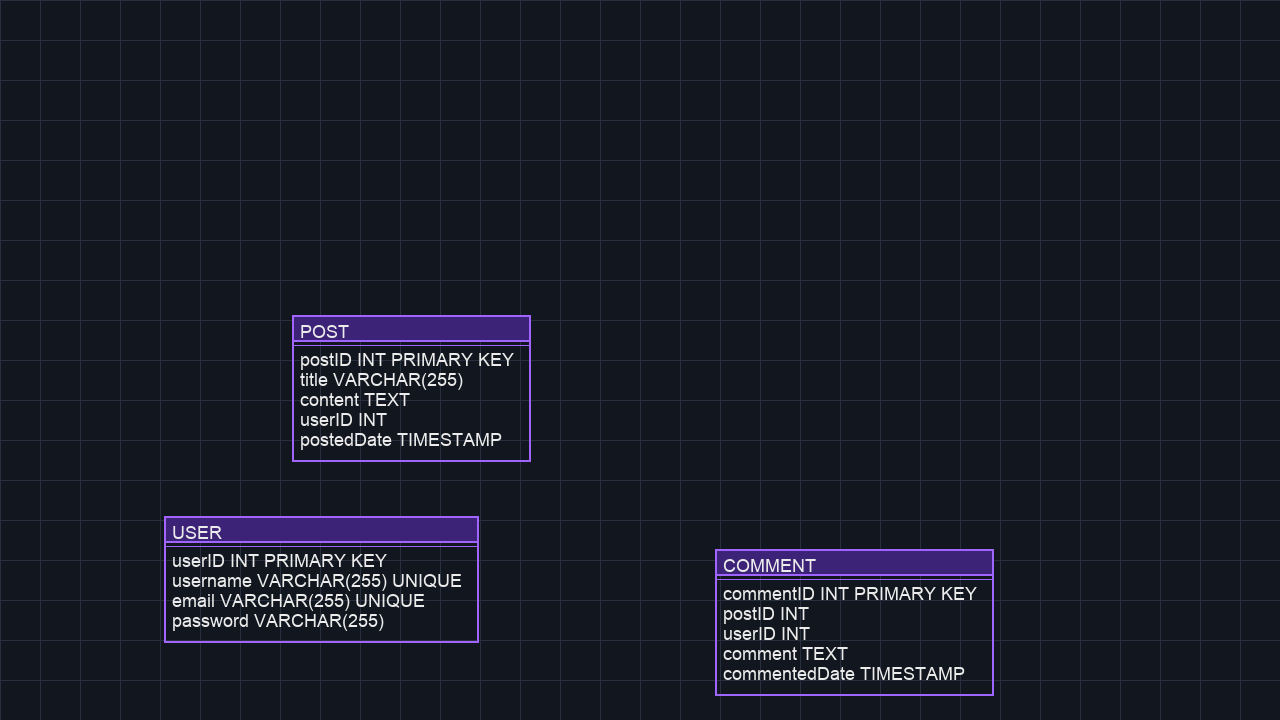 POST
postID INT PRIMARY KEY
title VARCHAR(255)
content TEXT
userID INT
postedDate TIMESTAMP
USER
userID INT PRIMARY KEY
username VARCHAR(255) UNIQUE
email VARCHAR(255) UNIQUE
password VARCHAR(255)
COMMENT
commentID INT PRIMARY KEY
postID INT
userID INT
comment TEXT
commentedDate TIMESTAMP